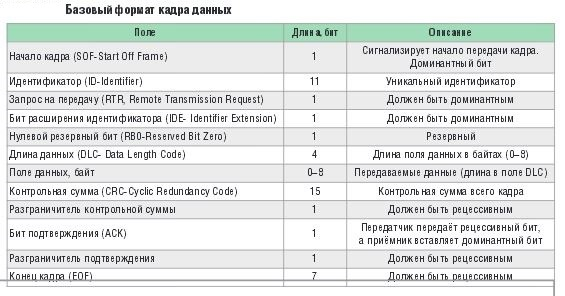 Базовый формат кадра данных
Поле Длина, бит Описание
Начало кадра (SOF-Start Off Frame) 1 Сигнализирует начало передачи кадра.
Доминантный бит
Идентификатор (ID-Identifier) 11 Уникальный идентификатор
Запрос на передачу (RTR, Remote Transmission Request) 1 Должен быть доминантным
Бит расширения идентификатора (IDE- Identifier Extension) 1 Должен быть доминантным
Нулевой резервный бит (RB0-Reserved Bit Zero) 1 Резервный
Длина данных (DLC- Data Length Code) 4 Длина поля данных в байтах (0–8)
Поле данных, байт 0–8 Передаваемые данные (длина в поле DLC)
Контрольная сумма (CRC-Cyclic Redundancy Code) 15 Контрольная сумма всего кадра
Разграничитель контрольной суммы 1 Должен быть рецессивным
Бит подтверждения (ACK) 1 Передатчик передаёт рецессивный бит,
а приёмник вставляет доминантный бит
Разграничитель подтверждения 1 Должен быть рецессивным
Конец кадра (EOF) 7 Должен быть рецессивным